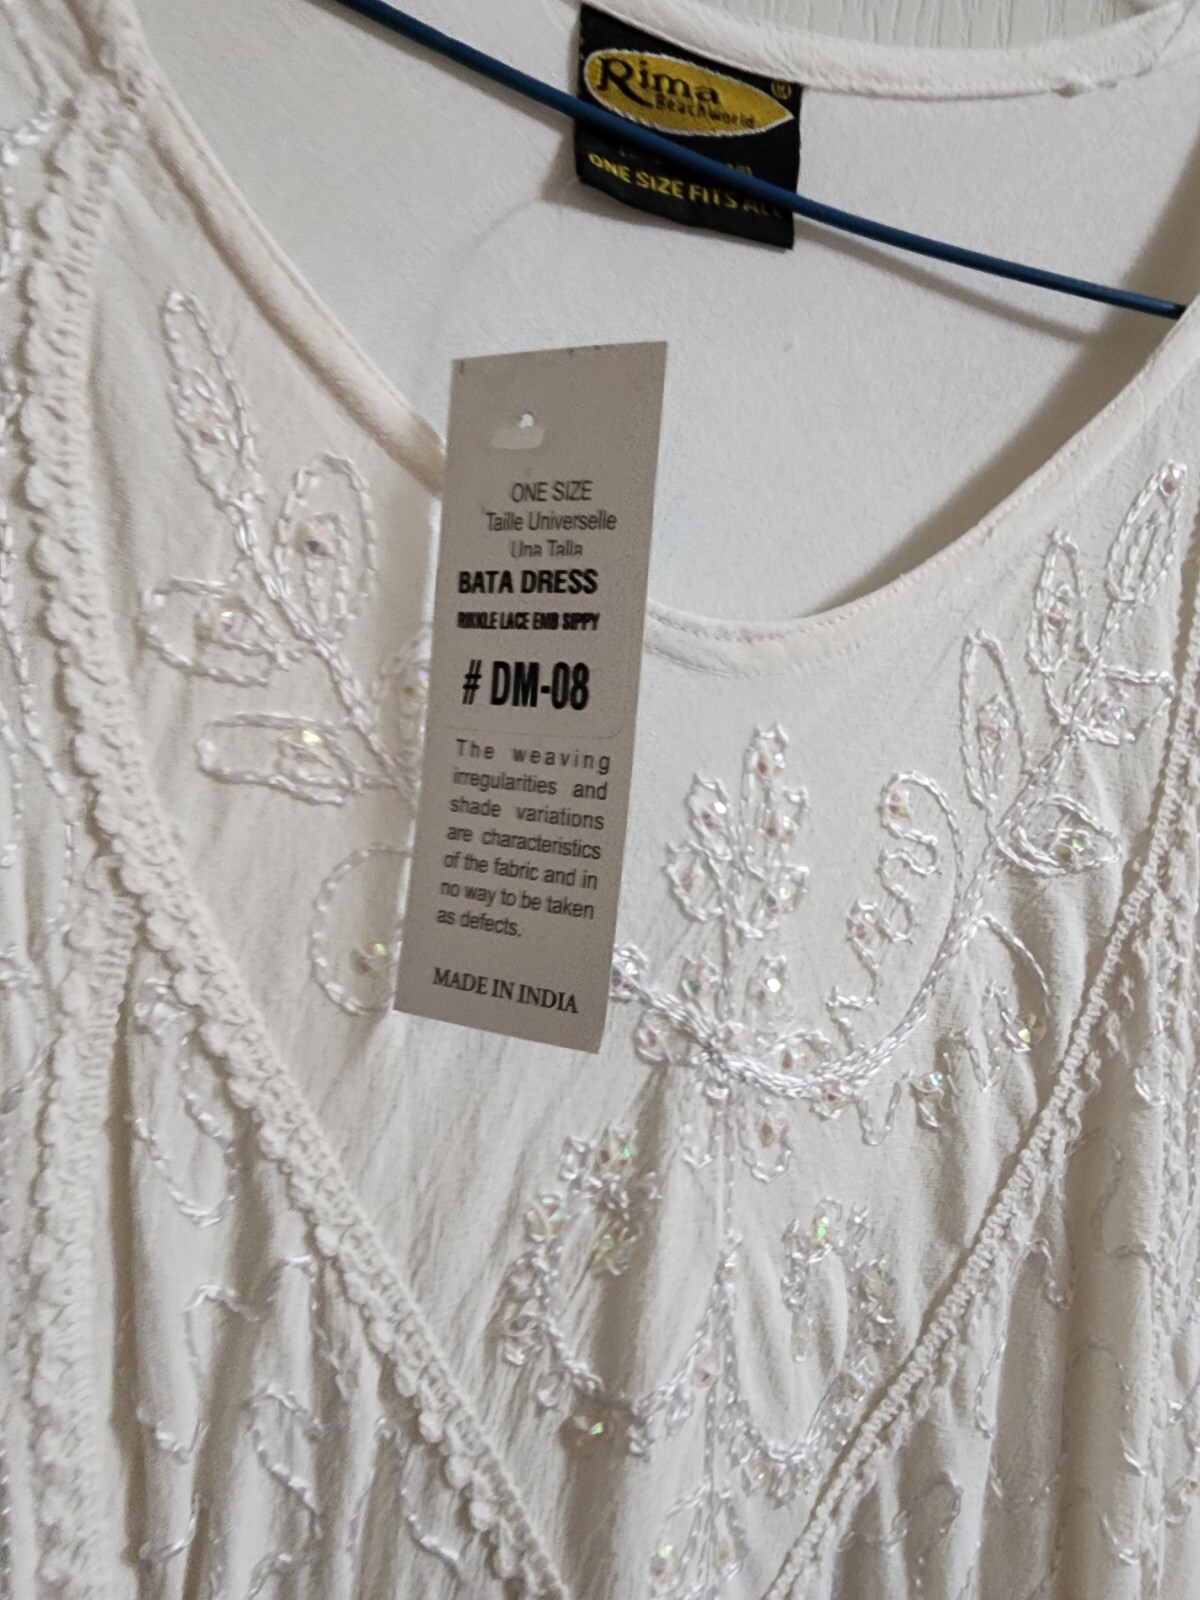 Rima ®
Beachworld
ONE SIZE FITS ALL
ONE SIZE
Taille Universelle
Una Talla
BATA DRESS
RIKKLE LACE EMB SIPPY
# DM-08
The weaving
irregularities and
shade variations
are characteristics
of the fabric and in
no way to be taken
as defects.
MADE IN INDIA